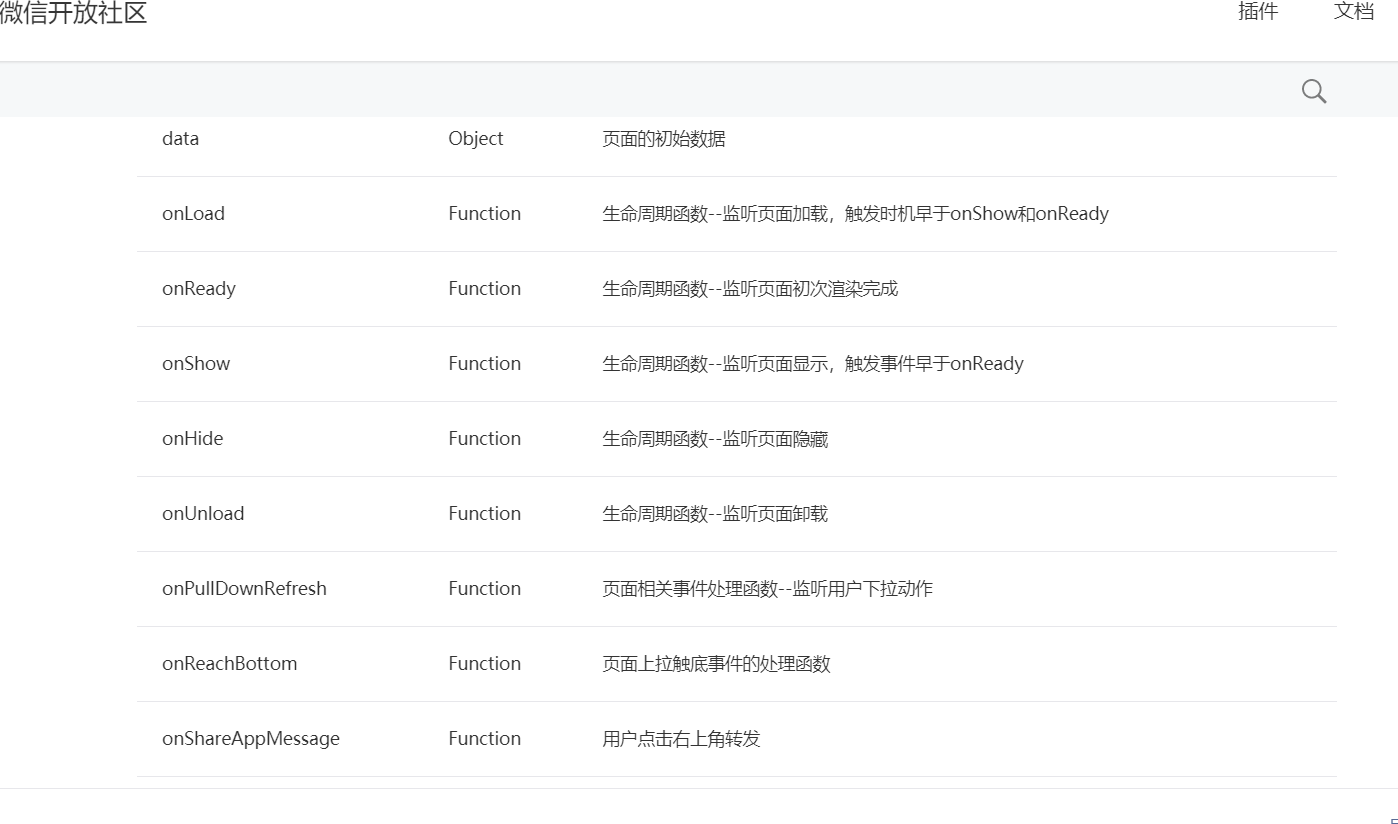 微信开放社区 插件 文档
data Object 页面的初始数据
onLoad Function 生命周期函数--监听页面加载，触发时机早于onShow和onReady
onReady Function 生命周期函数--监听页面初次渲染完成
onShow Function 生命周期函数--监听页面显示，触发事件早于onReady
onHide Function 生命周期函数--监听页面隐藏
onUnload Function 生命周期函数--监听页面卸载
onPullDownRefresh Function 页面相关事件处理函数--监听用户下拉动作
onReachBottom Function 页面上拉触底事件的处理函数
onShareAppMessage Function 用户点击右上角转发